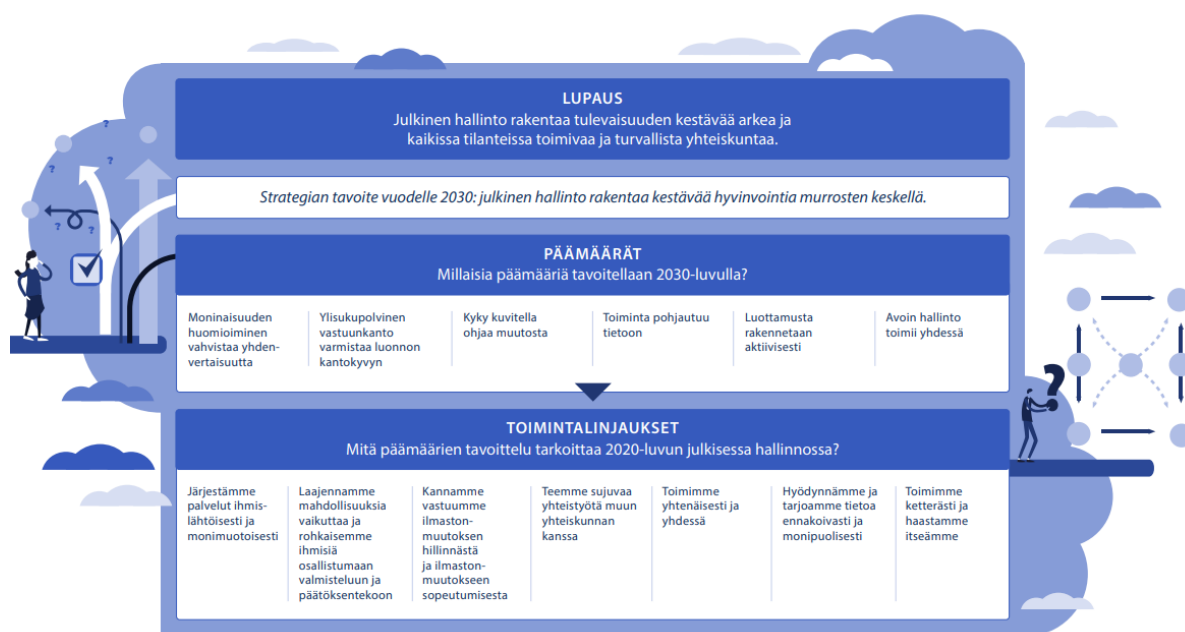 LUPAUS
Julkinen hallinto rakentaa tulevaisuuden kestävää arkea ja
kaikissa tilanteissa toimivaa ja turvallista yhteiskuntaa.
Strategian tavoite vuodelle 2030: julkinen hallinto rakentaa kestävää hyvinvointia murrosten keskellä.
PÄÄMÄÄRÄT
Millaisia päämääriä tavoitellaan 2030-luvulla?
Moninaisuuden
huomioiminen
vahvistaa yhden-
vertaisuutta
Ylisukupolvinen
vastuunkanto
varmistaa luonnon
kantokyvyn
Kyky kuvitella
ohjaa muutosta
Toiminta pohjautuu
tietoon
Luottamusta
rakennetaan
aktiivisesti
Avoin hallinto
toimii yhdessä
TOIMINTALINJAUKSET
Mitä päämäärien tavoittelu tarkoittaa 2020-luvun julkisessa hallinnossa?
Järjestämme
palvelut ihmis-
lähtöisesti ja
monimuotoisesti
Laajennamme
mahdollisuuksia
vaikuttaa ja
rohkaisemme
ihmisiä
osallistumaan
valmisteluun ja
päätöksentekoon
Kannamme
vastuumme
ilmaston-
muutoksen
hillinnästä
ja ilmaston-
muutokseen
sopeutumisesta
Teemme sujuvaa
yhteistyötä muun
yhteiskunnan
kanssa
Toimimme
yhtenäisesti ja
yhdessä
Hyödynnämme ja
tarjoamme tietoa
ennakoivasti ja
monipuolisesti
Toimimme
ketterästi ja
haastamme
itseämme
?
?
?
?
?
?